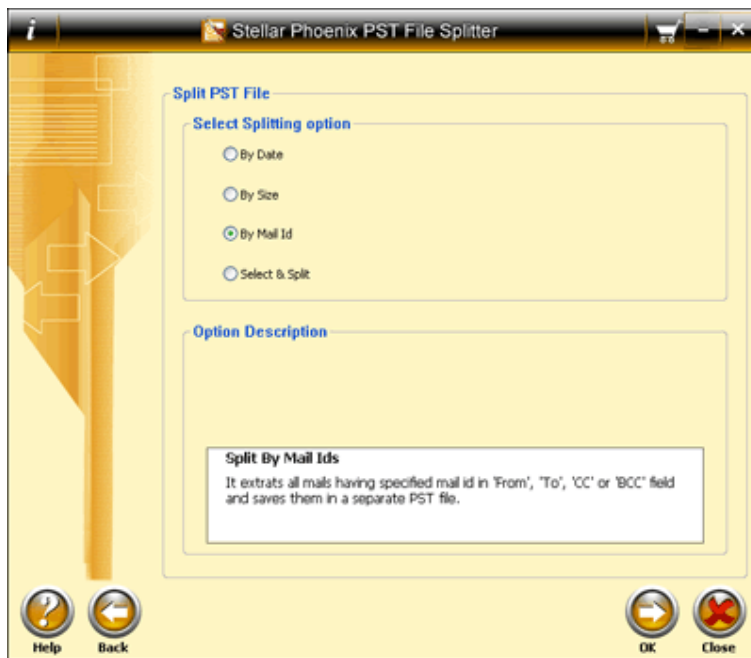 i
Stellar Phoenix PST File Splitter
Split PST File
Select Splitting option
By Date
By Size
By Mail Id
Select & Split
Option Description
Split By Mail Ids
It extrats all mails having specified mail id in 'From', 'To', 'CC' or 'BCC' field
and saves them in a separate PST file.
? Help
Back
OK
Close